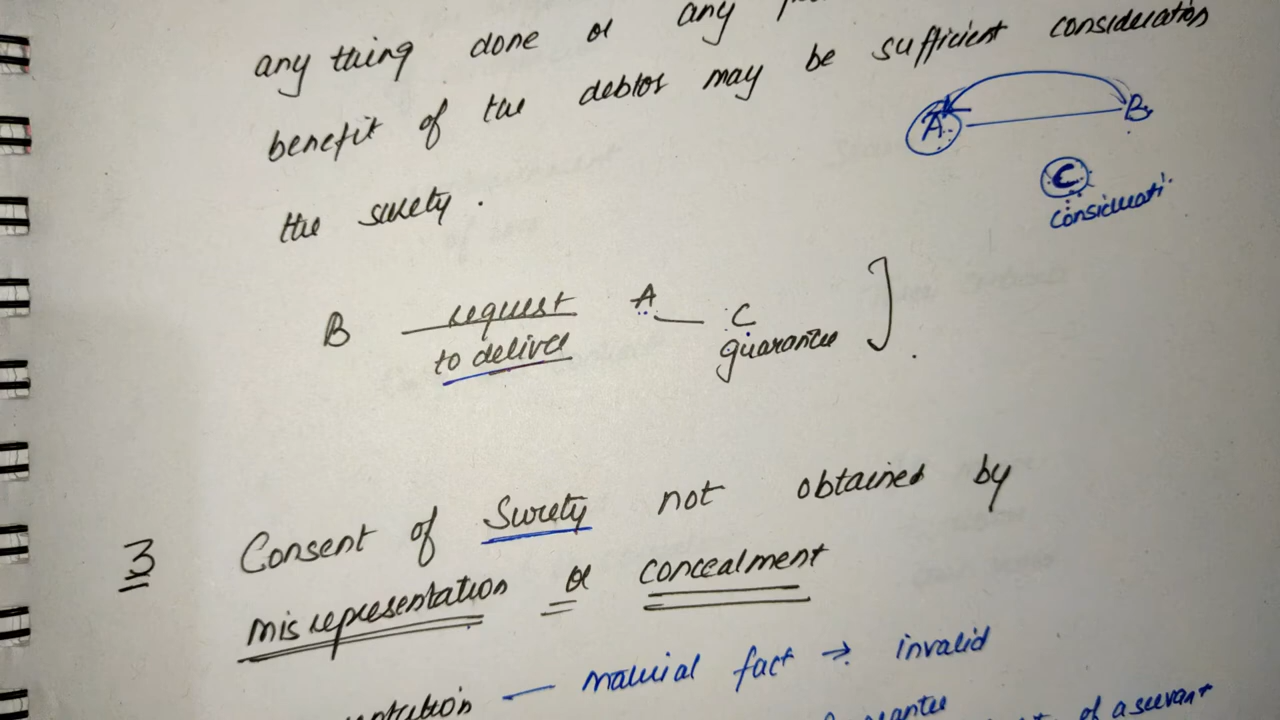 any thing done or any
benefit of the debtor may be sufficient consideration
the surety .
A B
C
considerati
B request to deliver A C guarantee ]
3 Consent of Surety not obtained by
misrepresentation or concealment
— material fact → invalid
of a servant